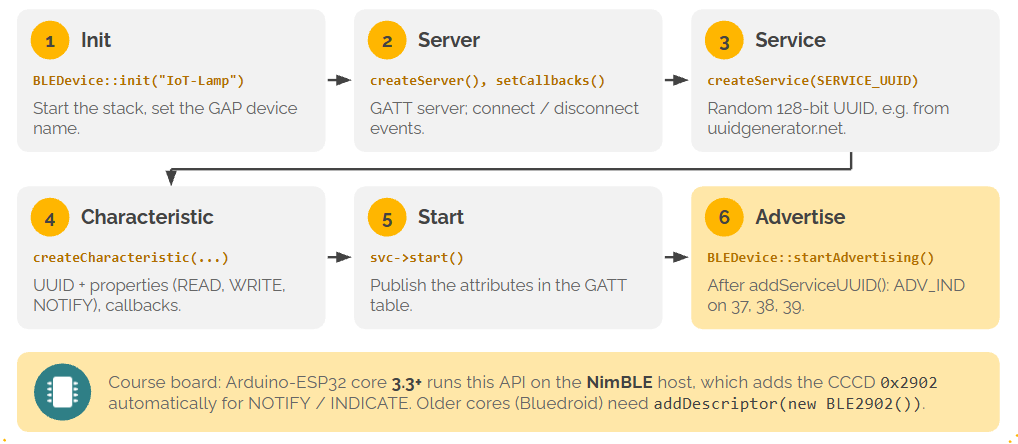 1 Init
BLEDevice::init("IoT-Lamp")
Start the stack, set the GAP device
name.
2 Server
createServer(), setCallbacks()
GATT server; connect / disconnect
events.
3 Service
createService(SERVICE_UUID)
Random 128-bit UUID, e.g. from
uuidgenerator.net.
4 Characteristic
createCharacteristic(...)
UUID + properties (READ, WRITE,
NOTIFY), callbacks.
5 Start
svc->start()
Publish the attributes in the GATT
table.
6 Advertise
BLEDevice::startAdvertising()
After addServiceUUID(): ADV_IND
on 37, 38, 39.
Course board: Arduino-ESP32 core 3.3+ runs this API on the NimBLE host, which adds the CCCD 0x2902
automatically for NOTIFY / INDICATE. Older cores (Bluedroid) need addDescriptor(new BLE2902()).